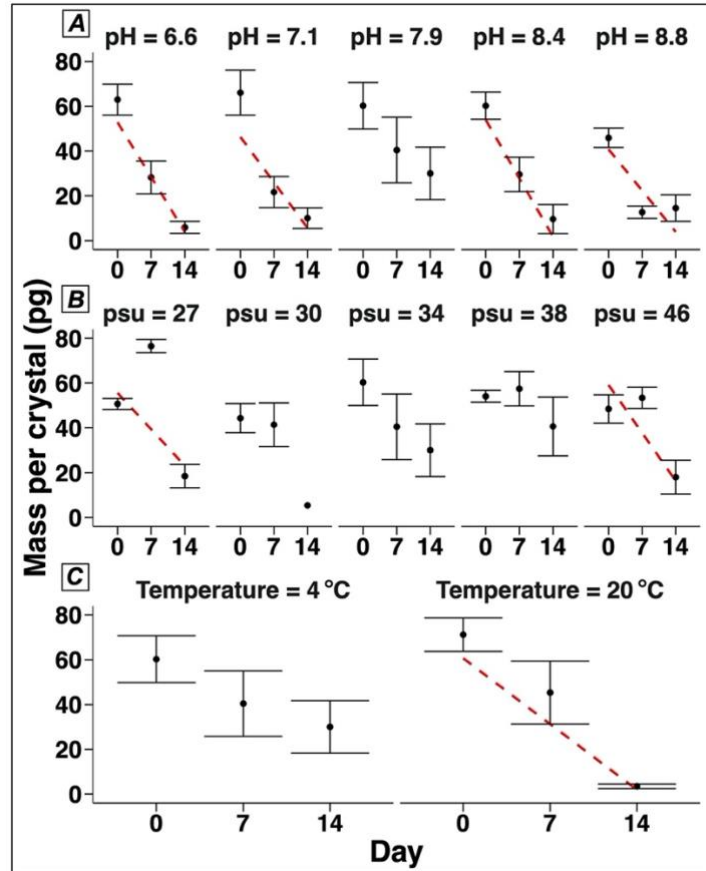 A
pH = 6.6 pH = 7.1 pH = 7.9 pH = 8.4 pH = 8.8
80
60
40
20
0
0 7 14 0 7 14 0 7 14 0 7 14 0 7 14
B
psu = 27 psu = 30 psu = 34 psu = 38 psu = 46
80
60
40
20
0
0 7 14 0 7 14 0 7 14 0 7 14 0 7 14
Mass per crystal (pg)
C
Temperature = 4 °C Temperature = 20 °C
80
60
40
20
0
0 7 14 0 7 14
Day